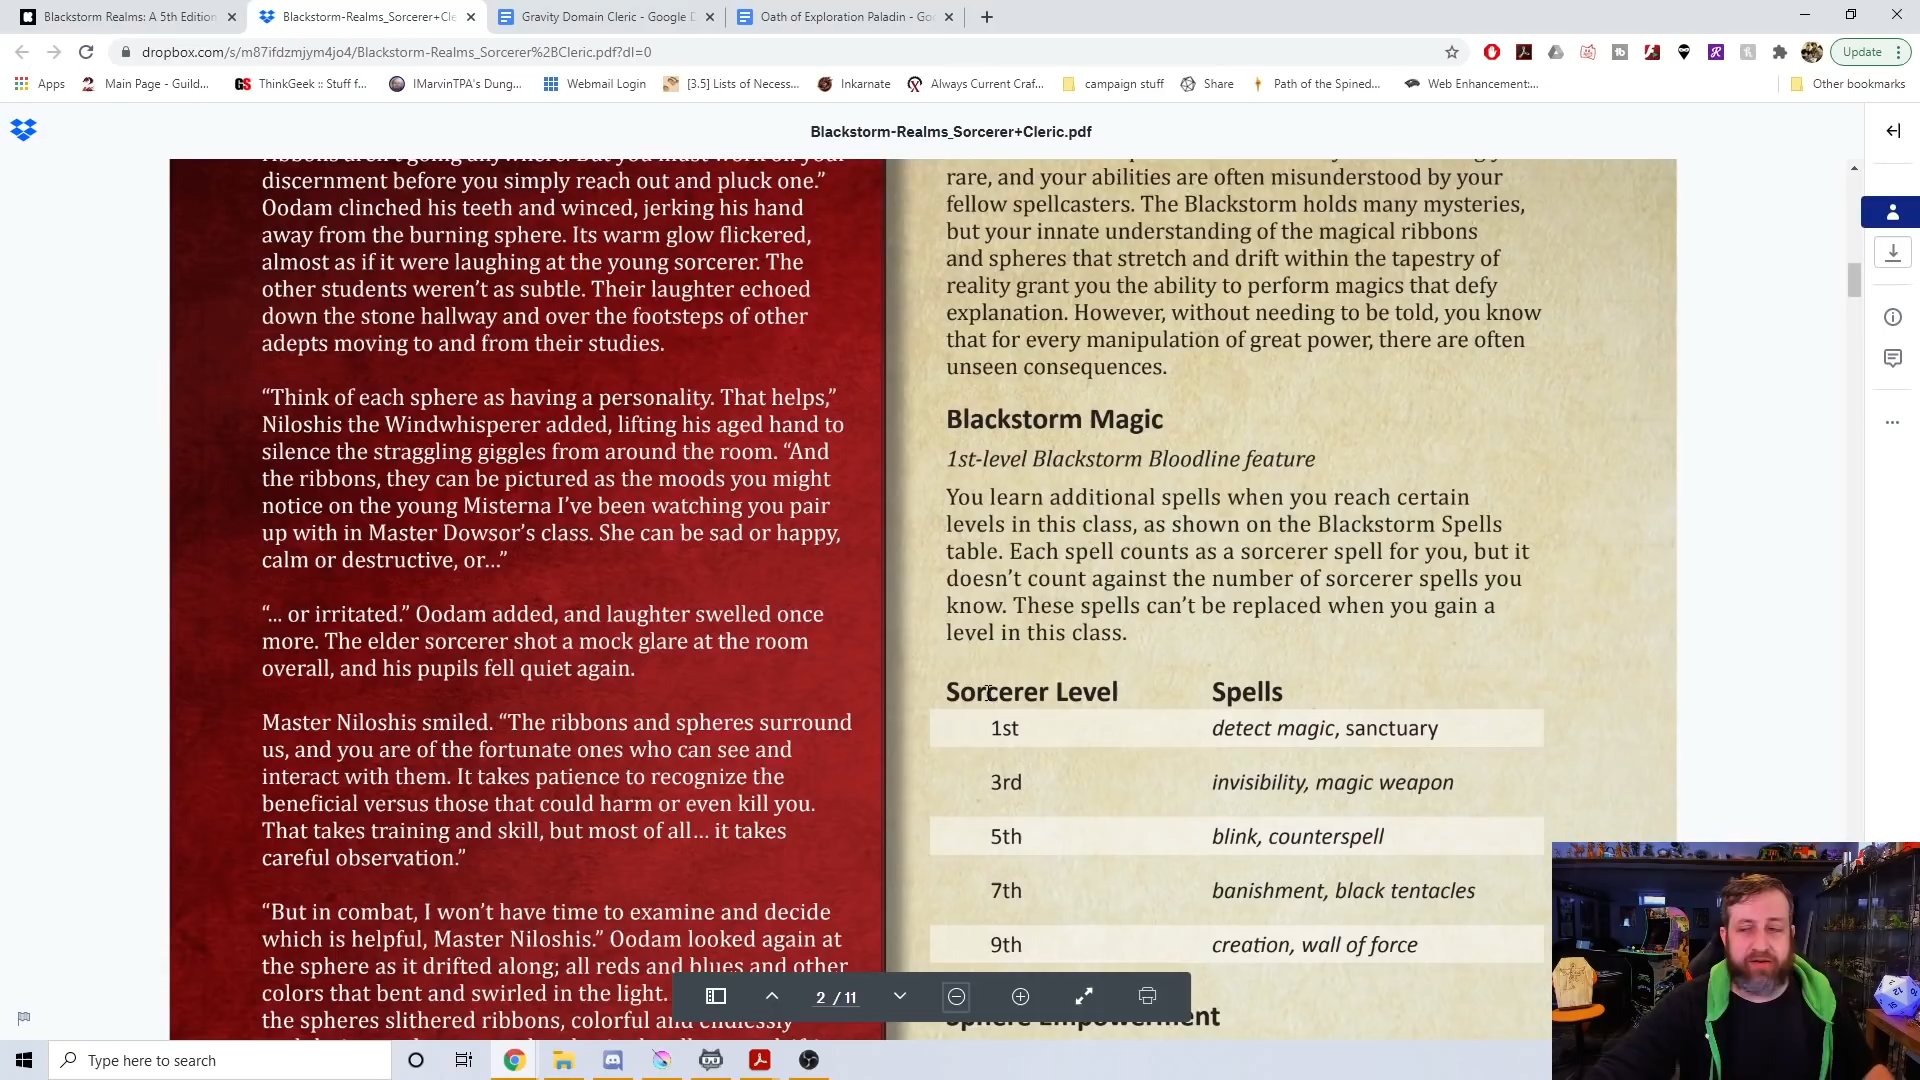 Blackstorm Realms: A 5th Edition
Blackstorm-Realms_Sorcerer+Cle
Gravity Domain Cleric - Google D
Oath of Exploration Paladin - Goo
dropbox.com/s/m87ifdzmjym4jo4/Blackstorm-Realms_Sorcerer%2BCleric.pdf?dl=0
Update
Apps
Main Page - Guild...
GS
ThinkGeek :: Stuff f...
IMarvinTPA's Dung...
Webmail Login
[3.5] Lists of Necess...
Inkarnate
Always Current Craf...
campaign stuff
Share
Path of the Spined...
Web Enhancement:...
Other bookmarks
Blackstorm-Realms_Sorcerer+Cleric.pdf
discernment before you simply reach out and pluck one.”
Oodam clinched his teeth and winced, jerking his hand
away from the burning sphere. Its warm glow flickered,
almost as if it were laughing at the young sorcerer. The
other students weren’t as subtle. Their laughter echoed
down the stone hallway and over the footsteps of other
adepts moving to and from their studies.
“Think of each sphere as having a personality. That helps,”
Niloshis the Windwhisperer added, lifting his aged hand to
silence the straggling giggles from around the room. “And
the ribbons, they can be pictured as the moods you might
notice on the young Misterna I’ve been watching you pair
up with in Master Dowsor’s class. She can be sad or happy,
calm or destructive, or...”
“... or irritated.” Oodam added, and laughter swelled once
more. The elder sorcerer shot a mock glare at the room
overall, and his pupils fell quiet again.
Master Niloshis smiled. “The ribbons and spheres surround
us, and you are of the fortunate ones who can see and
interact with them. It takes patience to recognize the
beneficial versus those that could harm or even kill you.
That takes training and skill, but most of all... it takes
careful observation.”
“But in combat, I won’t have time to examine and decide
which is helpful, Master Niloshis.” Oodam looked again at
the sphere as it drifted along; all reds and blues and other
colors that bent and swirled in the light.
the spheres slithered ribbons, colorful and endlessly
rare, and your abilities are often misunderstood by your
fellow spellcasters. The Blackstorm holds many mysteries,
but your innate understanding of the magical ribbons
and spheres that stretch and drift within the tapestry of
reality grant you the ability to perform magics that defy
explanation. However, without needing to be told, you know
that for every manipulation of great power, there are often
unseen consequences.
Blackstorm Magic
1st-level Blackstorm Bloodline feature
You learn additional spells when you reach certain
levels in this class, as shown on the Blackstorm Spells
table. Each spell counts as a sorcerer spell for you, but it
doesn’t count against the number of sorcerer spells you
know. These spells can’t be replaced when you gain a
level in this class.
Sorcerer Level Spells
1st detect magic, sanctuary
3rd invisibility, magic weapon
5th blink, counterspell
7th banishment, black tentacles
9th creation, wall of force
Sphere Empowerment
2 / 11
Type here to search